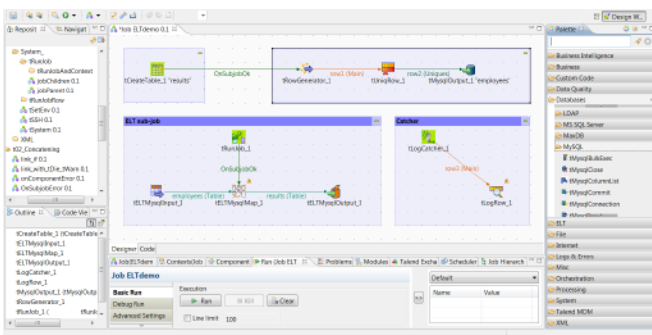 Design W...
Reposit
Navigat
*Job ELTdemo 0.1
Palette
System_
tRunJob
tRunJobAndContext
jobChildren 0.1
jobParent 0.1
tRunJobRow
tSetEnv 0.1
tSSH 0.1
tSystem 0.1
XML
t02_Concatening
link_if 0.1
link_with_tDie_tWarn 0.1
onComponentError 0.1
OnSubjobError 0.1
tCreateTable_1 "results"
OnSubjobOk
tRowGenerator_1
row1 (Main)
tUniqRow_1
row2 (Uniques)
tMysqlOutput_1 "employees"
ELT sub-job
tRunJob_1
OnSubjobOk
tELTMysqlInput_1
employees (Table)
tELTMysqlMap_1
results (Table)
tELTMysqlOutput_1
Catcher
tLogCatcher_1
row3 (Main)
tLogRow_1
Business Intelligence
Business
Custom Code
Data Quality
Databases
LDAP
MS SQL Server
MaxDB
MySQL
tMysqlBulkExec
tMysqlClose
tMysqlColumnList
tMysqlCommit
tMysqlConnection
ELT
File
Internet
Logs & Errors
Misc
Orchestration
Processing
System
Talend MDM
XML
Outline
Code Vie
tCreateTable_1 (tCreateTable
tELTMysqlInput_1
tELTMysqlMap_1
tELTMysqlOutput_1
tLogCatcher_1
tLogRow_1
tMysqlOutput_1 (tMysqlOutp
tRowGenerator_1
tRunJob_1 (
tRunJ
Designer
Code
Job(ELTdem
Contexts(Job
Component
Run (Job ELT
Problems
Modules
Talend Excha
Scheduler
Job Hierarch
Job ELTdemo
Basic Run
Debug Run
Advanced Settings
Execution
Run
Kill
Clear
Line limit
100
Default
Name
Value